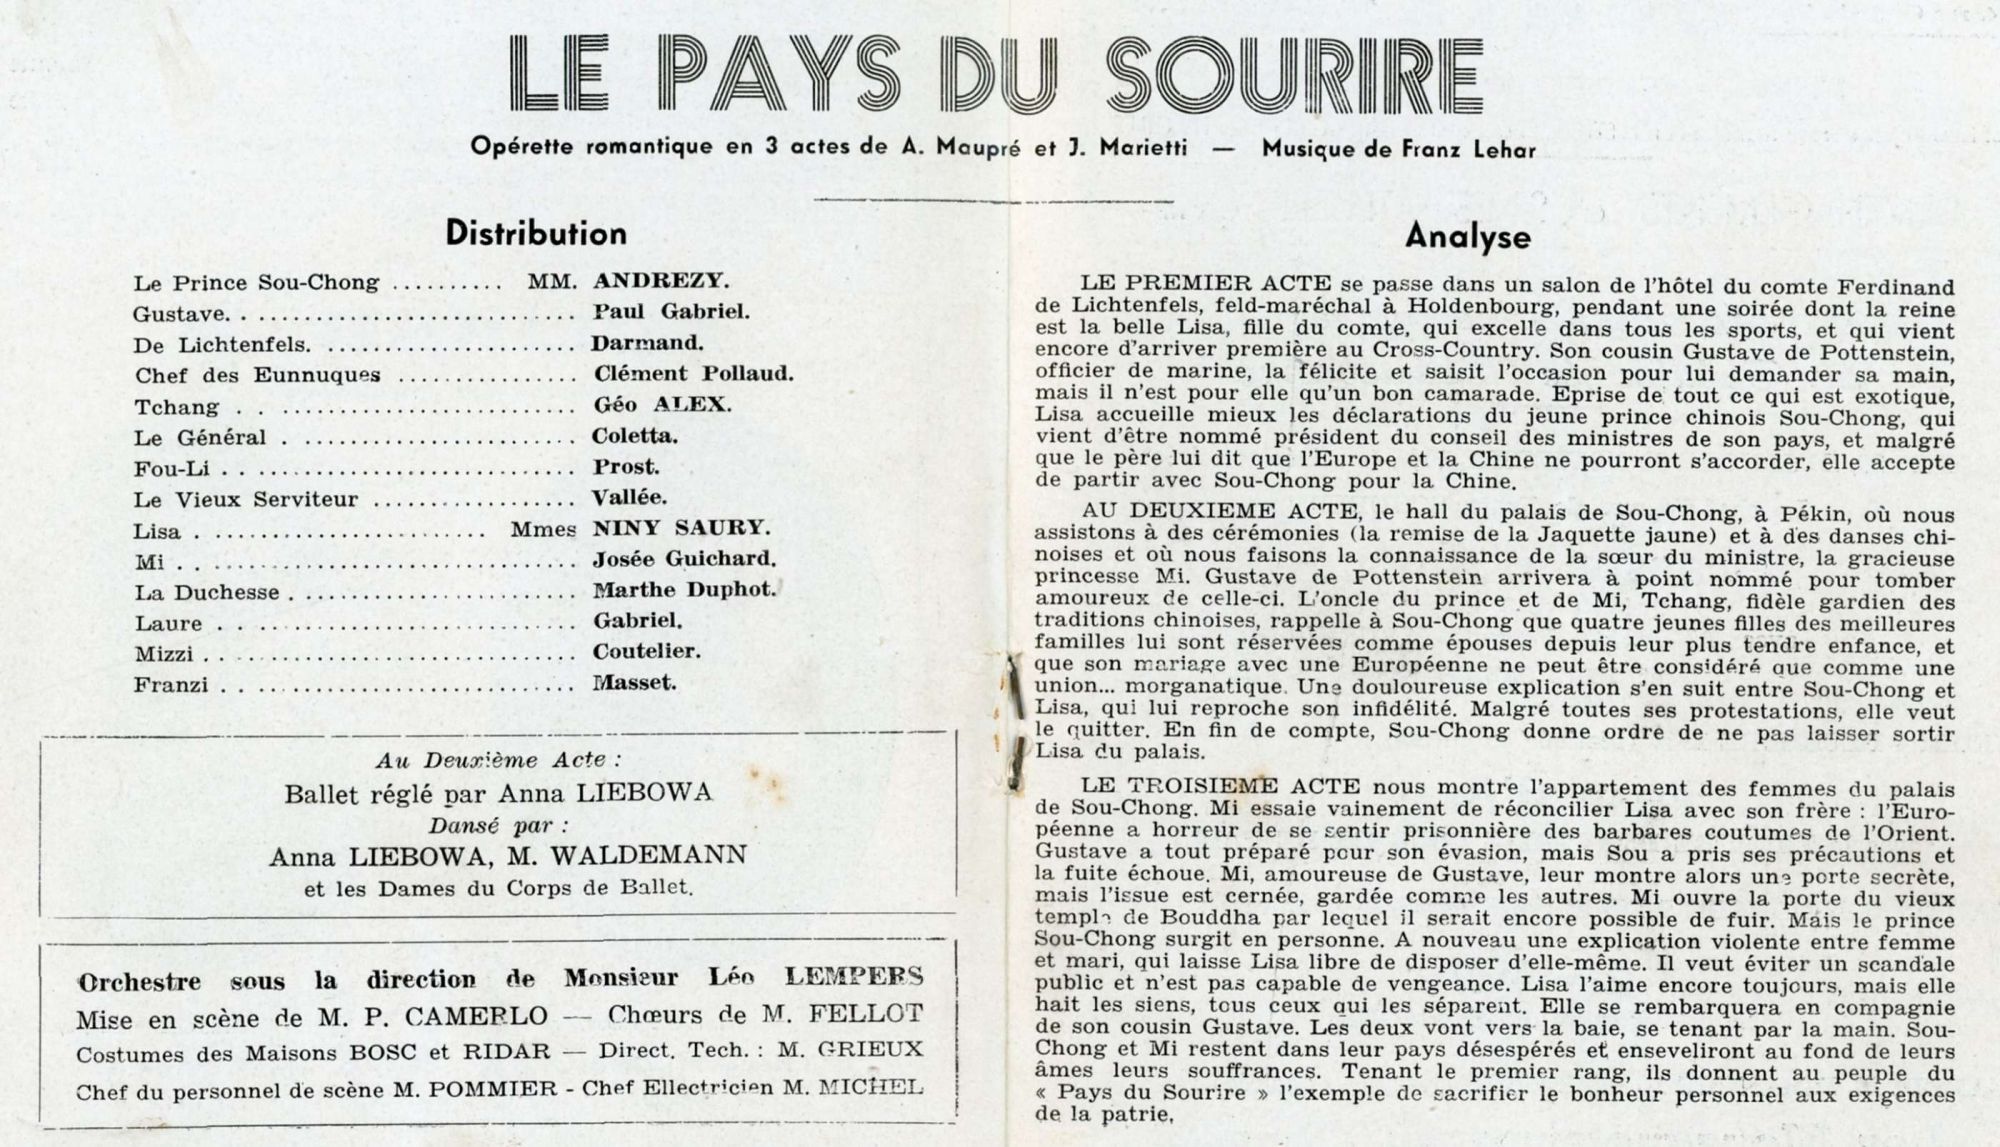 LE PAYS DU SOURIRE
Opérette romantique en 3 actes de A. Maupré et J. Marietti — Musique de Franz Lehar
Distribution
Le Prince Sou-Chong .......... MM. ANDREZY.
Gustave. ............................ Paul Gabriel.
De Lichtenfels. ...................... Darmand.
Chef des Eunnuques ................ Clément Pollaud.
Tchang . . .......................... Géo ALEX.
Le Général . ........................ Coletta.
Fou-Li . . ........................... Prost.
Le Vieux Serviteur .................. Vallée.
Lisa . ........................ Mmes NINY SAURY.
Mi . . ............................... Josée Guichard.
La Duchesse . ........................ Marthe Duphot.
Laure . . ............................ Gabriel.
Mizzi . . ............................ Coutelier.
Franzi . . ........................... Masset.
Au Deuxième Acte :
Ballet réglé par Anna LIEBOWA
Dansé par :
Anna LIEBOWA, M. WALDEMANN
et les Dames du Corps de Ballet.
Orchestre sous la direction de Monsieur Léo LEMPERS
Mise en scène de M. P. CAMERLO — Chœurs de M. FELLOT
Costumes des Maisons BOSC et RIDAR — Direct. Tech. : M. GRIEUX
Chef du personnel de scène M. POMMIER - Chef Ellectricien M. MICHEL
Analyse
LE PREMIER ACTE se passe dans un salon de l'hôtel du comte Ferdinand
de Lichtenfels, feld-maréchal à Holdenbourg, pendant une soirée dont la reine
est la belle Lisa, fille du comte, qui excelle dans tous les sports, et qui vient
encore d'arriver première au Cross-Country. Son cousin Gustave de Pottenstein,
officier de marine, la félicite et saisit l'occasion pour lui demander sa main,
mais il n'est pour elle qu'un bon camarade. Eprise de tout ce qui est exotique,
Lisa accueille mieux les déclarations du jeune prince chinois Sou-Chong, qui
vient d'être nommé président du conseil des ministres de son pays, et malgré
que le père lui dit que l'Europe et la Chine ne pourront s'accorder, elle accepte
de partir avec Sou-Chong pour la Chine.
AU DEUXIEME ACTE, le hall du palais de Sou-Chong, à Pékin, où nous
assistons à des cérémonies (la remise de la Jaquette jaune) et à des danses chi-
noises et où nous faisons la connaissance de la sœur du ministre, la gracieuse
princesse Mi. Gustave de Pottenstein arrivera à point nommé pour tomber
amoureux de celle-ci. L'oncle du prince et de Mi, Tchang, fidèle gardien des
traditions chinoises, rappelle à Sou-Chong que quatre jeunes filles des meilleures
familles lui sont réservées comme épouses depuis leur plus tendre enfance, et
que son mariage avec une Européenne ne peut être considéré que comme une
union... morganatique. Une douloureuse explication s'en suit entre Sou-Chong et
Lisa, qui lui reproche son infidélité. Malgré toutes ses protestations, elle veut
le quitter. En fin de compte, Sou-Chong donne ordre de ne pas laisser sortir
Lisa du palais.
LE TROISIEME ACTE nous montre l'appartement des femmes du palais
de Sou-Chong. Mi essaie vainement de réconcilier Lisa avec son frère : l'Euro-
péenne a horreur de se sentir prisonnière des barbares coutumes de l'Orient.
Gustave a tout préparé pour son évasion, mais Sou a pris ses précautions et
la fuite échoue. Mi, amoureuse de Gustave, leur montre alors une porte secrète,
mais l'issue est cernée, gardée comme les autres. Mi ouvre la porte du vieux
temple de Bouddha par lequel il serait encore possible de fuir. Mais le prince
Sou-Chong surgit en personne. A nouveau une explication violente entre femme
et mari, qui laisse Lisa libre de disposer d'elle-même. Il veut éviter un scandale
public et n'est pas capable de vengeance. Lisa l'aime encore toujours, mais elle
hait les siens, tous ceux qui les séparent. Elle se rembarquera en compagnie
de son cousin Gustave. Les deux vont vers la baie, se tenant par la main. Sou-
Chong et Mi restent dans leur pays désespérés et enseveliront au fond de leurs
âmes leurs souffrances. Tenant le premier rang, ils donnent au peuple du
« Pays du Sourire » l'exemple de sacrifier le bonheur personnel aux exigences
de la patrie.